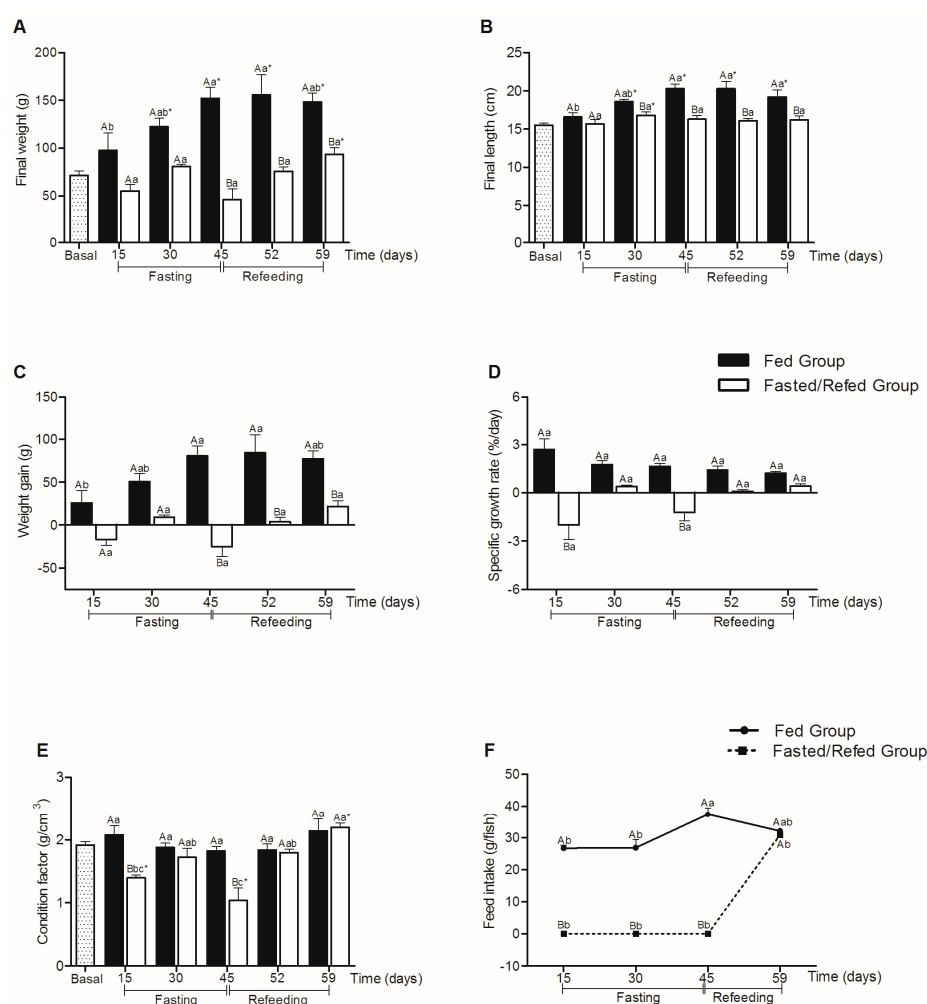 A
Final weight (g)
200
150
100
50
0
Ab
Aa
Aab*
Aa
Aa*
Ba
Aa*
Ba
Aab*
Ba*
Basal 15 30 45 52 59 Time (days)
Fasting Refeeding
B
Final length (cm)
25
20
15
10
5
0
Ab
Aa
Aab*
Ba*
Aa*
Ba
Aa*
Ba
Aa*
Ba
Basal 15 30 45 52 59 Time (days)
Fasting Refeeding
Fed Group
Fasted/Refed Group
C
Weight gain (g)
150
100
50
0
-50
Ab
Aa
Aab
Aa
Aa
Ba
Aa
Ba
Aab
Ba
15 30 45 52 59 Time (days)
Fasting Refeeding
D
Specific growth rate (%/day)
6
3
0
-3
-6
Aa
Ba
Aa
Aa
Aa
Ba
Aa
Aa
Aa
Aa
15 30 45 52 59 Time (days)
Fasting Refeeding
E
Condition factor (g/cm³)
3
2
1
0
Aa
Bbc*
Aa
Aab
Aa
Bc*
Aa
Aab
Aa
Aa*
Basal 15 30 45 52 59 Time (days)
Fasting Refeeding
Fed Group
Fasted/Refed Group
F
Feed intake (g/fish)
50
40
30
20
10
0
-10
Ab
Ab
Aa
Aab
Ab
Bb
Bb
Bb
15 30 45 59 Time (days)
Fasting Refeeding